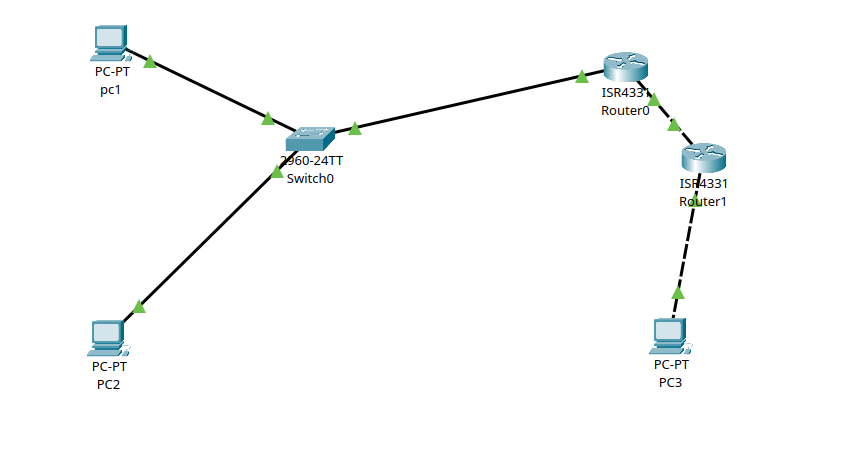 PC-PT
pc1
ISR4331
Router0
2960-24TT
Switch0
ISR4331
Router1
PC-PT
PC2
PC-PT
PC3